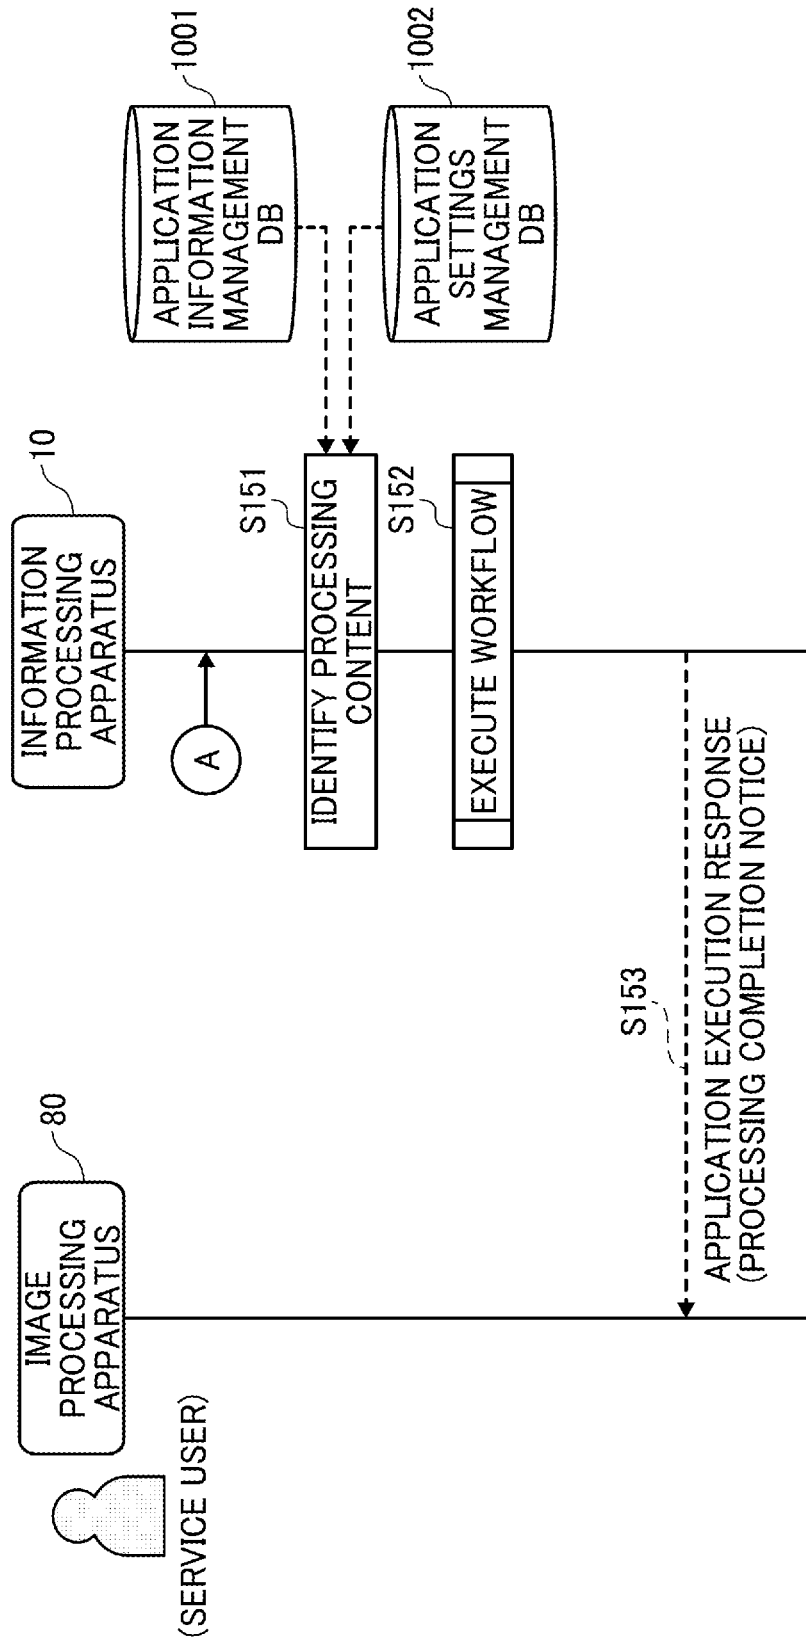 (SERVICE USER)
IMAGE
PROCESSING
APPARATUS
80
INFORMATION
PROCESSING
APPARATUS
10
A
S151
IDENTIFY PROCESSING
CONTENT
APPLICATION
INFORMATION
MANAGEMENT
DB
1001
APPLICATION
SETTINGS
MANAGEMENT
DB
1002
S152
EXECUTE WORKFLOW
S153
APPLICATION EXECUTION RESPONSE
(PROCESSING COMPLETION NOTICE)